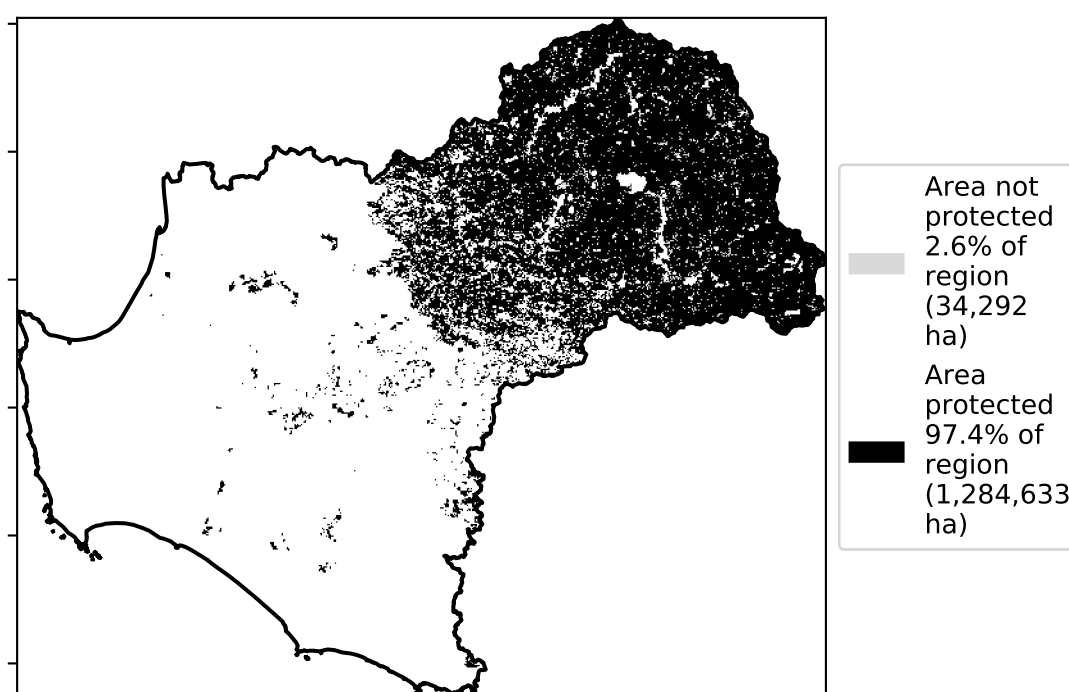 Area not
protected
2.6% of
region
(34,292
ha)
Area
protected
97.4% of
region
(1,284,633
ha)